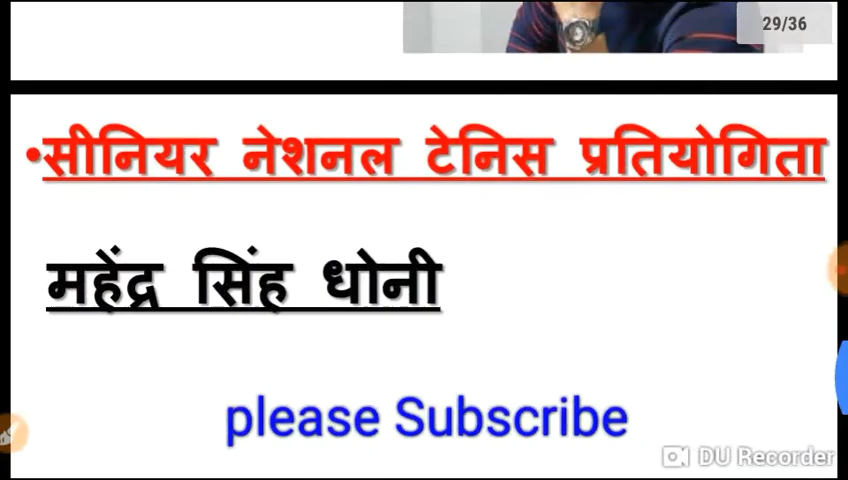 29/36
•सीनियर नेशनल टेनिस प्रतियोगिता
महेंद्र सिंह धोनी
please Subscribe
DU Recorder